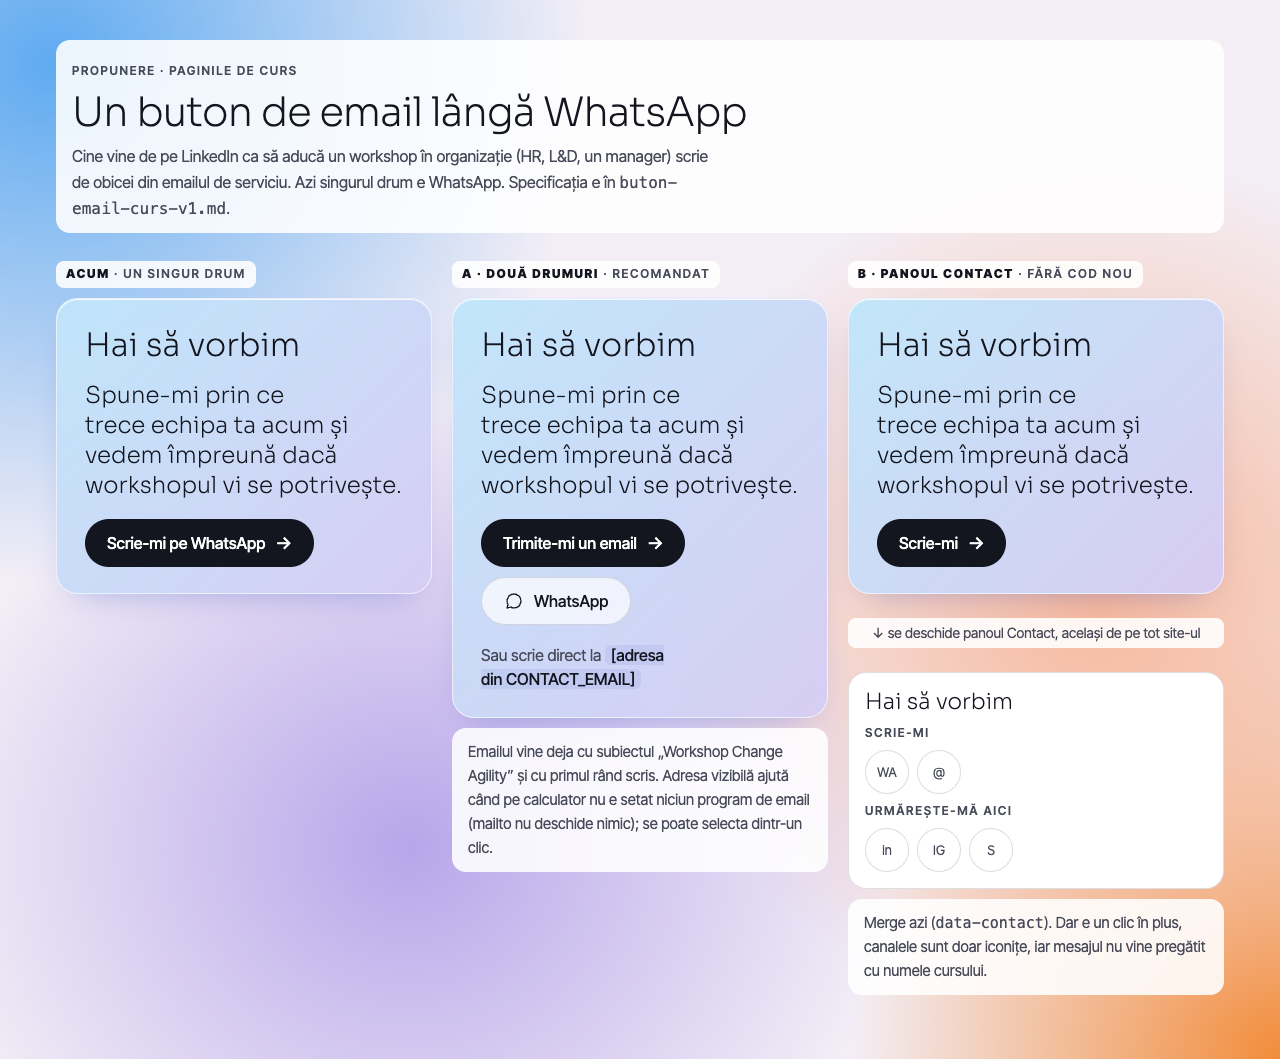 PROPUNERE · PAGINILE DE CURS
Un buton de email lângă WhatsApp
Cine vine de pe LinkedIn ca să aducă un workshop în organizație (HR, L&D, un manager) scrie
de obicei din emailul de serviciu. Azi singurul drum e WhatsApp. Specificația e în buton-
email-curs-v1.md.
ACUM · UN SINGUR DRUM
Hai să vorbim
Spune-mi prin ce
trece echipa ta acum și
vedem împreună dacă
workshopul vi se potrivește.
Scrie-mi pe WhatsApp →
A · DOUĂ DRUMURI · RECOMANDAT
Hai să vorbim
Spune-mi prin ce
trece echipa ta acum și
vedem împreună dacă
workshopul vi se potrivește.
Trimite-mi un email →
WhatsApp
Sau scrie direct la [adresa
din CONTACT_EMAIL]
Emailul vine deja cu subiectul „Workshop Change
Agility” și cu primul rând scris. Adresa vizibilă ajută
când pe calculator nu e setat niciun program de email
(mailto nu deschide nimic); se poate selecta dintr-un
clic.
B · PANOUL CONTACT · FĂRĂ COD NOU
Hai să vorbim
Spune-mi prin ce
trece echipa ta acum și
vedem împreună dacă
workshopul vi se potrivește.
Scrie-mi →
↓ se deschide panoul Contact, același de pe tot site-ul
Hai să vorbim
SCRIE-MI
WA @
URMĂREȘTE-MĂ AICI
in IG S
Merge azi (data-contact). Dar e un clic în plus,
canalele sunt doar iconițe, iar mesajul nu vine pregătit
cu numele cursului.